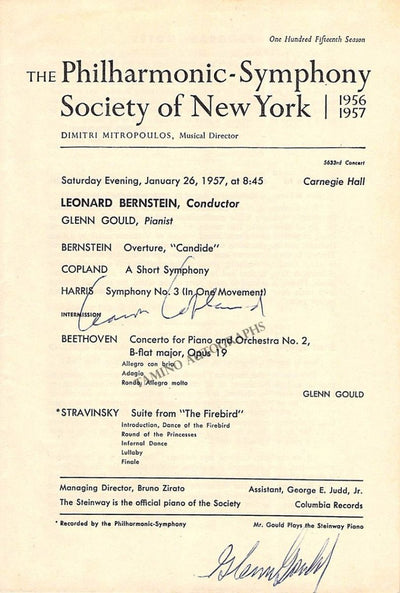 One Hundred Fifteenth Season
THE Philharmonic-Symphony
Society of New York | 1956
1957
DIMITRI MITROPOULOS, Musical Director
5633rd Concert
Saturday Evening, January 26, 1957, at 8:45 Carnegie Hall
LEONARD BERNSTEIN, Conductor
GLENN GOULD, Pianist
BERNSTEIN Overture, "Candide"
COPLAND A Short Symphony
HARRIS Symphony No. 3 (In One Movement)
Aaron Copland
INTERMISSION
TAMINO AUTOGRAPHS
BEETHOVEN Concerto for Piano and Orchestra No. 2,
B-flat major, Opus 19
Allegro con brio
Adagio
Rondo, Allegro molto
GLENN GOULD
*STRAVINSKY Suite from "The Firebird"
Introduction, Dance of the Firebird
Round of the Princesses
Infernal Dance
Lullaby
Finale
Managing Director, Bruno Zirato Assistant, George E. Judd, Jr.
The Steinway is the official piano of the Society Columbia Records
* Recorded by the Philharmonic-Symphony Mr. Gould Plays the Steinway Piano
Glenn Gould